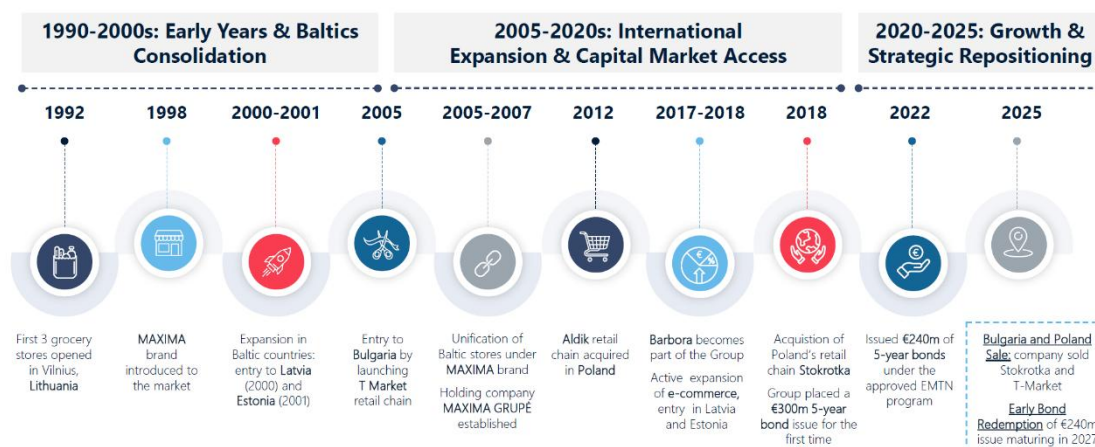 1990-2000s: Early Years & Baltics
Consolidation
2005-2020s: International
Expansion & Capital Market Access
2020-2025: Growth &
Strategic Repositioning
1992
1998
2000-2001
2005
2005-2007
2012
2017-2018
2018
2022
2025
First 3 grocery
stores opened
in Vilnius,
Lithuania
MAXIMA
brand
introduced to
the market
Expansion in
Baltic countries:
entry to Latvia
(2000) and
Estonia (2001)
Entry to
Bulgaria by
launching
T Market
retail chain
Unification of
Baltic stores under
MAXIMA brand
Holding company
MAXIMA GRUPĖ
established
Aldik retail
chain acquired
in Poland
Barbora becomes
part of the Group
Active expansion
of e-commerce,
entry in Latvia
and Estonia
Acquistion of
Poland's retail
chain Stokrotka
Group placed a
€300m 5-year
bond issue for the
first time
Issued €240m of
5-year bonds
under the
approved EMTN
program
Bulgaria and Poland
Sale: company sold
Stokrotka and
T-Market
Early Bond
Redemption of €240m
issue maturing in 2027